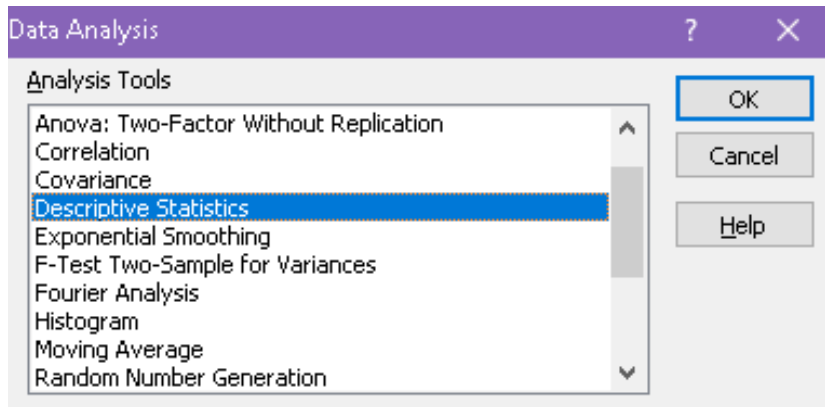 Data Analysis ? ×
Analysis Tools
Anova: Two-Factor Without Replication
Correlation
Covariance
Descriptive Statistics
Exponential Smoothing
F-Test Two-Sample for Variances
Fourier Analysis
Histogram
Moving Average
Random Number Generation
OK
Cancel
Help